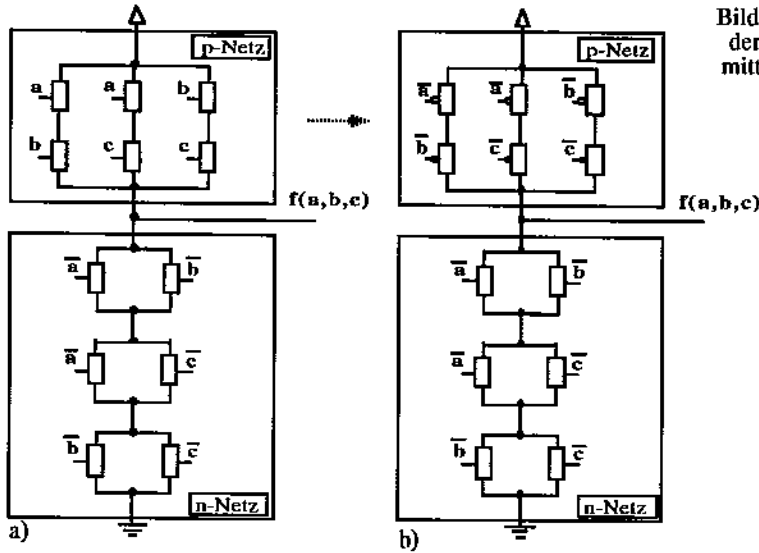 Bild
der
mitt
p-Netz
a a b
b c c
f(a,b,c)
a̅ b̅
a̅ c̅
b̅ c̅
n-Netz
a)
p-Netz
a̅ a̅ b̅
b̅ c̅ c̅
f(a,b,c)
a̅ b̅
a̅ c̅
b̅ c̅
n-Netz
b)